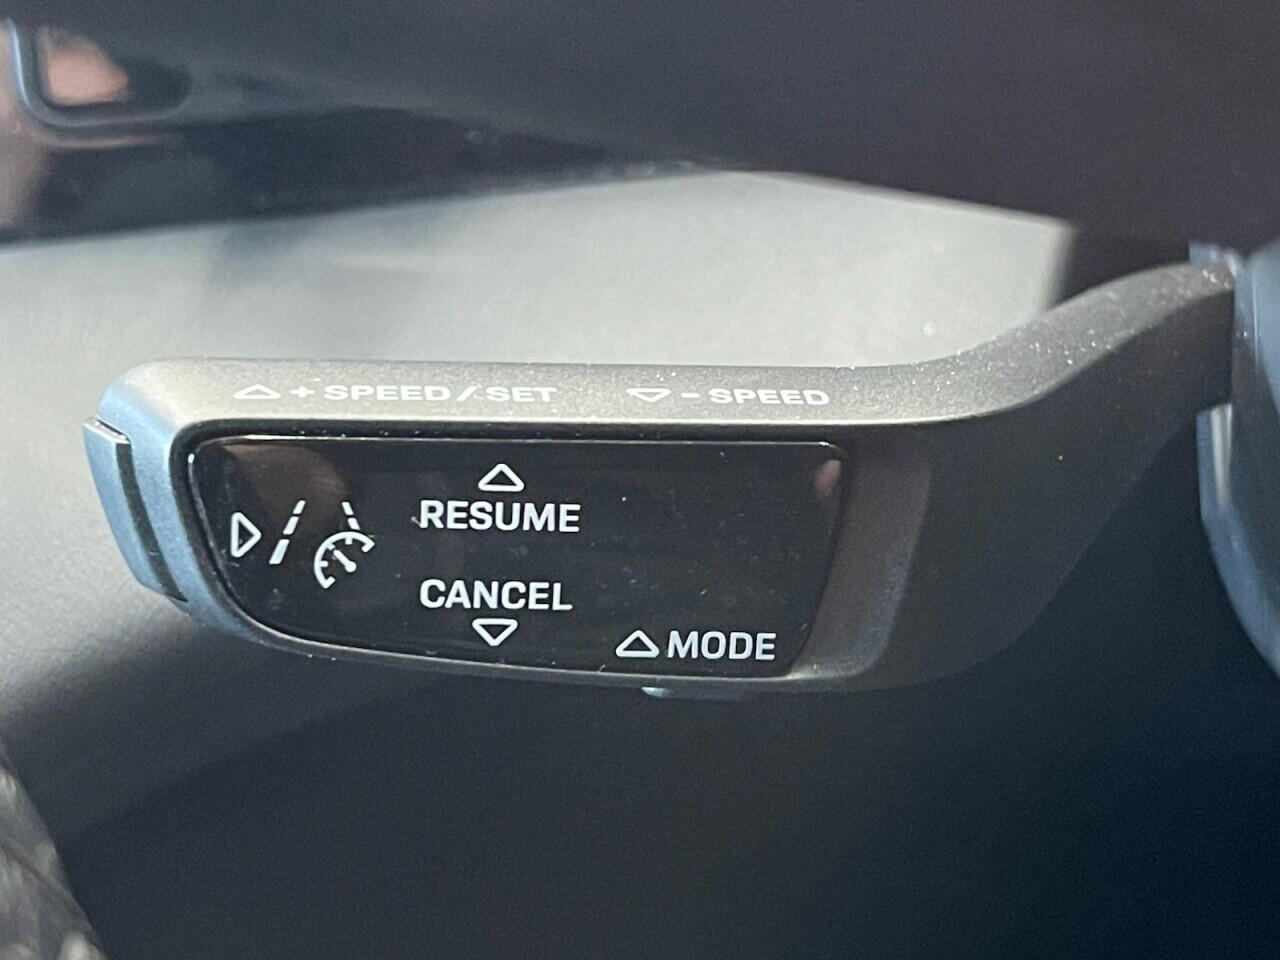 △ + SPEED / SET ▽ - SPEED
RESUME
CANCEL
△ MODE